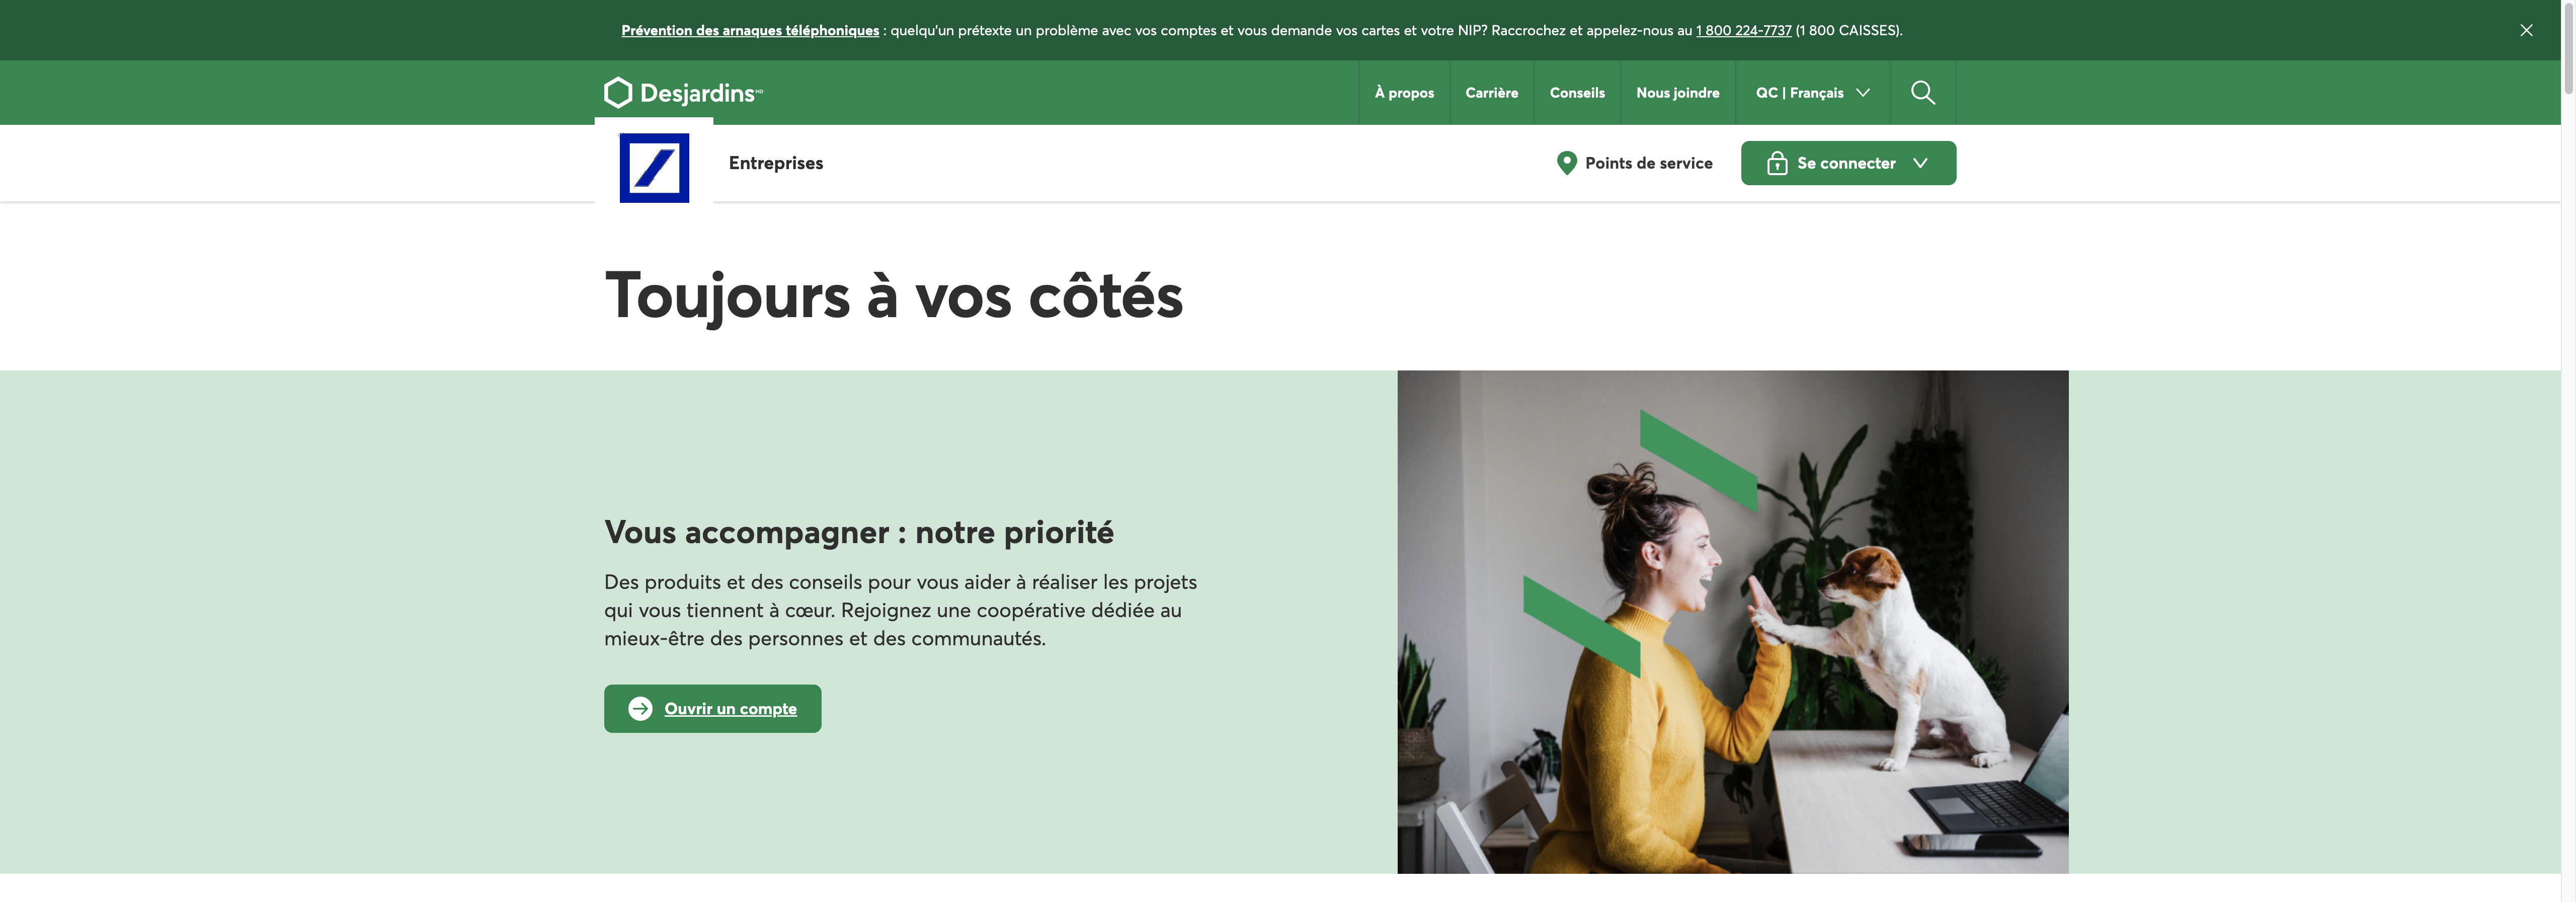 Prévention des arnaques téléphoniques : quelqu'un prétexte un problème avec vos comptes et vous demande vos cartes et votre NIP? Raccrochez et appelez-nous au 1 800 224-7737 (1 800 CAISSES).
Desjardins MD
À propos
Carrière
Conseils
Nous joindre
QC | Français
Entreprises
Points de service
Se connecter
Toujours à vos côtés
Vous accompagner : notre priorité
Des produits et des conseils pour vous aider à réaliser les projets
qui vous tiennent à cœur. Rejoignez une coopérative dédiée au
mieux-être des personnes et des communautés.
Ouvrir un compte